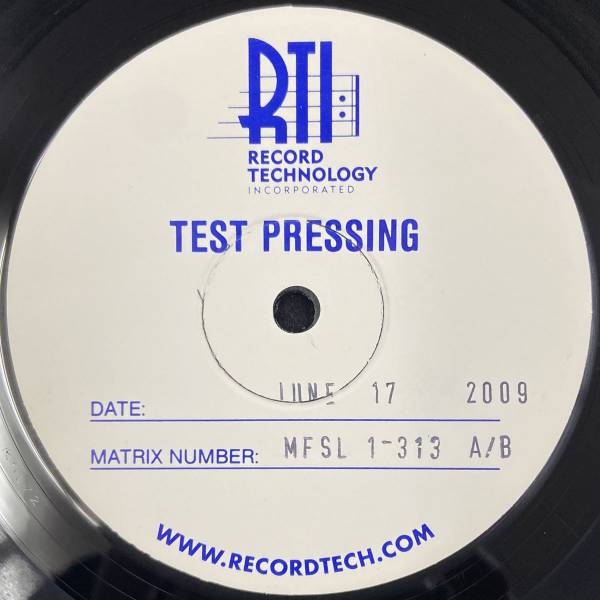 RTI
RECORD
TECHNOLOGY
INCORPORATED
TEST PRESSING
DATE: JUNE 17 2009
MATRIX NUMBER: MFSL 1-313 A/B
WWW.RECORDTECH.COM